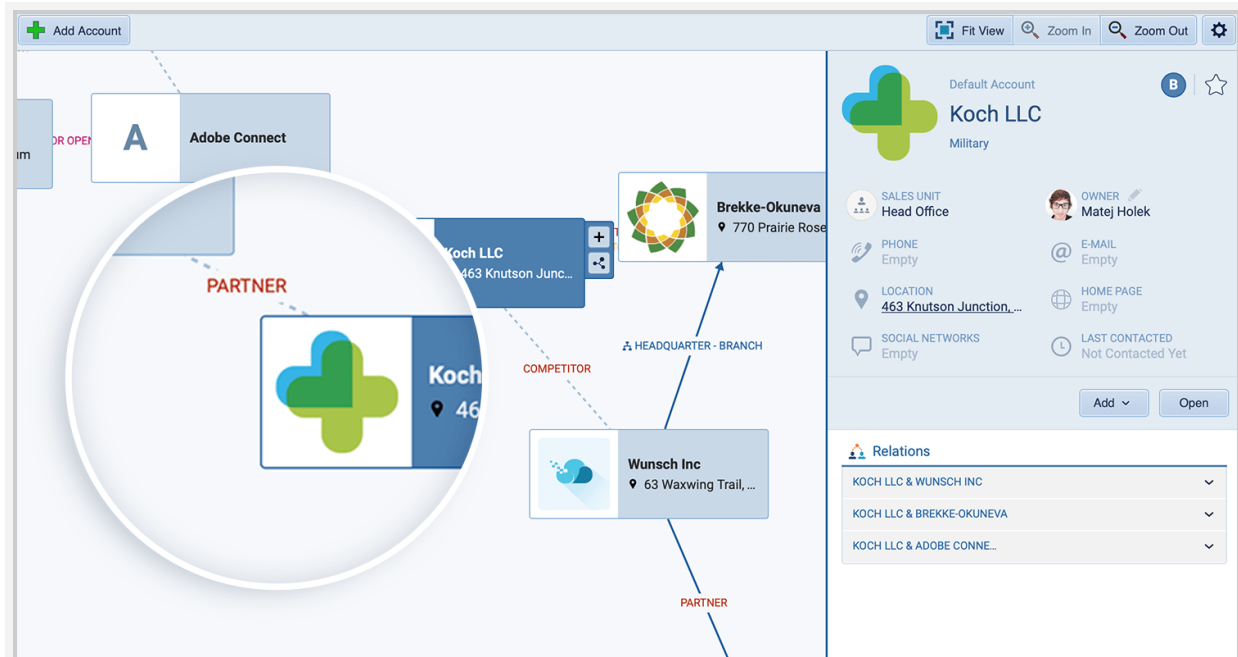 Add Account
Fit View
Zoom In
Zoom Out
Default Account
B
Koch LLC
Military
SALES UNIT
Head Office
OWNER
Matej Holek
PHONE
Empty
E-MAIL
Empty
LOCATION
463 Knutson Junction, ...
HOME PAGE
Empty
SOCIAL NETWORKS
Empty
LAST CONTACTED
Not Contacted Yet
Add
Open
Relations
KOCH LLC & WUNSCH INC
KOCH LLC & BREKKE-OKUNEVA
KOCH LLC & ADOBE CONNE...
A
Adobe Connect
OR OPEN
Brekke-Okuneva
770 Prairie Rose
PARTNER
Koch
46
Koch LLC
463 Knutson Junc...
HEADQUARTER - BRANCH
COMPETITOR
Wunsch Inc
63 Waxwing Trail, ...
PARTNER